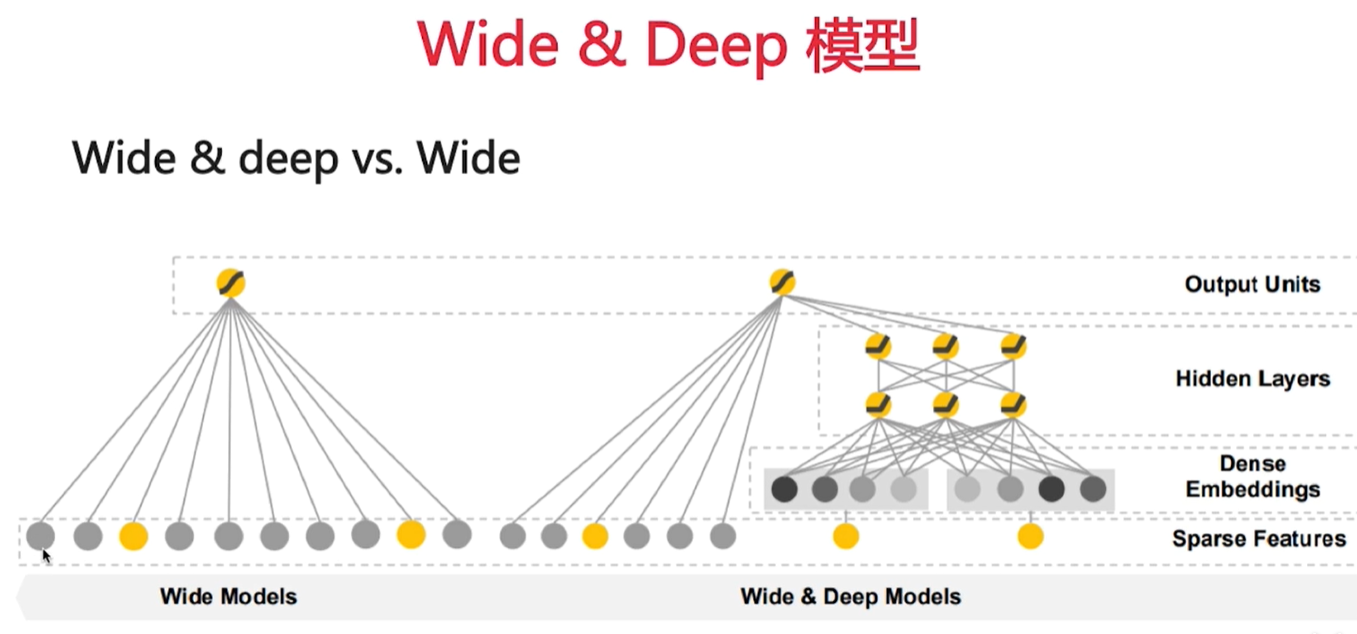 Wide & Deep 模型
Wide & deep vs. Wide
Output Units
Hidden Layers
Dense
Embeddings
Sparse Features
Wide Models
Wide & Deep Models